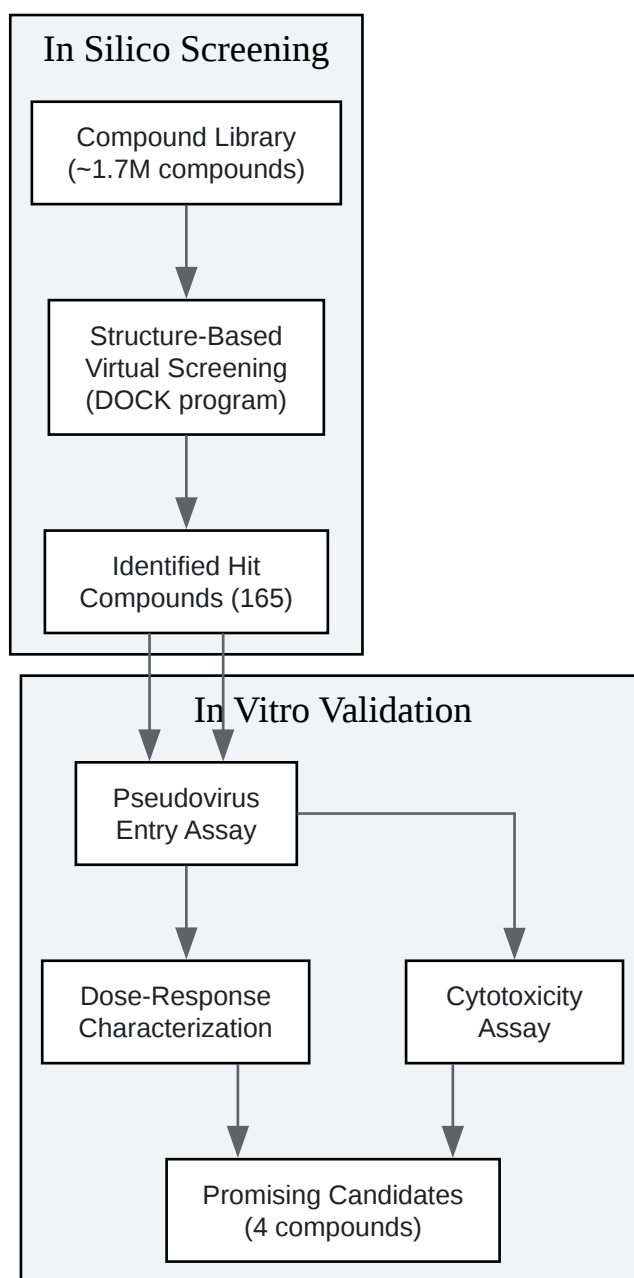 In Silico Screening
Compound Library
(~1.7M compounds)
Structure-Based
Virtual Screening
(DOCK program)
Identified Hit
Compounds (165)
In Vitro Validation
Pseudovirus
Entry Assay
Dose-Response
Characterization
Cytotoxicity
Assay
Promising Candidates
(4 compounds)